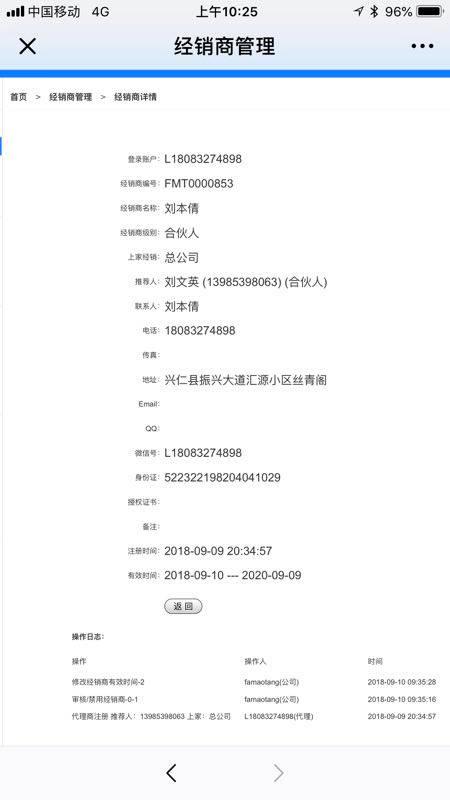 中国移动 4G 上午10:25 96%
经销商管理
首页 > 经销商管理 > 经销商详情
登录账户: L18083274898
经销商编号: FMT0000853
经销商名称: 刘本倩
经销商级别: 合伙人
上家经销: 总公司
推荐人: 刘文英 (13985398063) (合伙人)
联系人: 刘本倩
电话: 18083274898
传真:
地址: 兴仁县振兴大道汇源小区丝青阁
Email:
QQ:
微信号: L18083274898
身份证: 522322198204041029
授权证书:
备注:
注册时间: 2018-09-09 20:34:57
有效时间: 2018-09-10 --- 2020-09-09
返 回
操作日志:
操作 操作人 时间
修改经销商有效时间-2 famaotang(公司) 2018-09-10 09:35:28
审核/禁用经销商-0-1 famaotang(公司) 2018-09-10 09:35:16
代理商注册 推荐人: 13985398063 上家: 总公司 L18083274898(代理) 2018-09-09 20:34:57